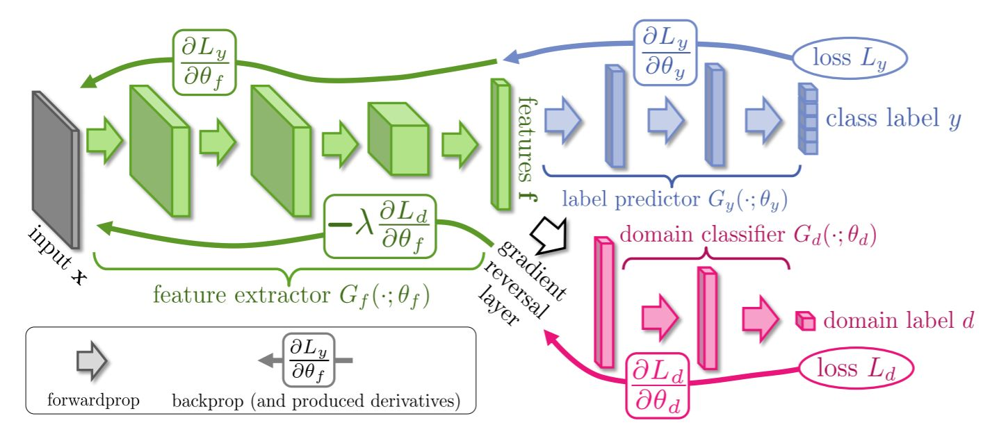 ∂L_y/∂θ_f
∂L_y/∂θ_y
loss L_y
features f
class label y
label predictor G_y(·; θ_y)
input x
−λ ∂L_d/∂θ_f
gradient
reversal
layer
domain classifier G_d(·; θ_d)
feature extractor G_f(·; θ_f)
domain label d
∂L_d/∂θ_d
loss L_d
∂L_y/∂θ_f
forwardprop
backprop (and produced derivatives)